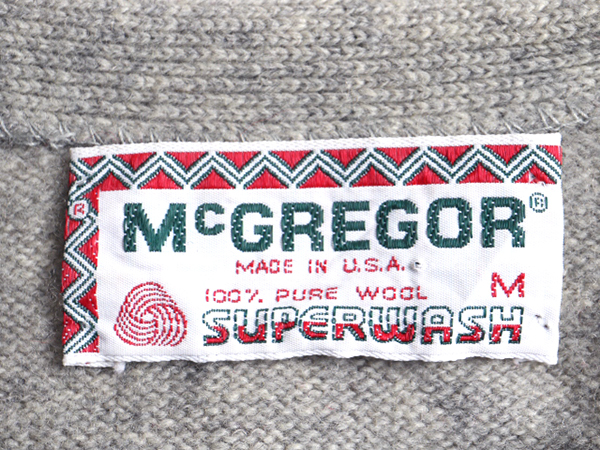 McGREGOR®
MADE IN U.S.A.
100% PURE WOOL M
SUPERWASH
®